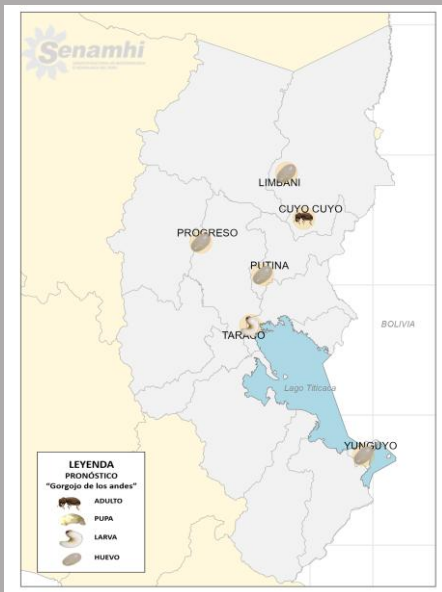 Senamhi
LIMBANI
CUYO CUYO
PROGRESO
PUTINA
TARACO
BOLIVIA
Lago Titicaca
YUNGUYO
LEYENDA
PRONÓSTICO
"Gorgojo de los andes"
ADULTO
PUPA
LARVA
HUEVO